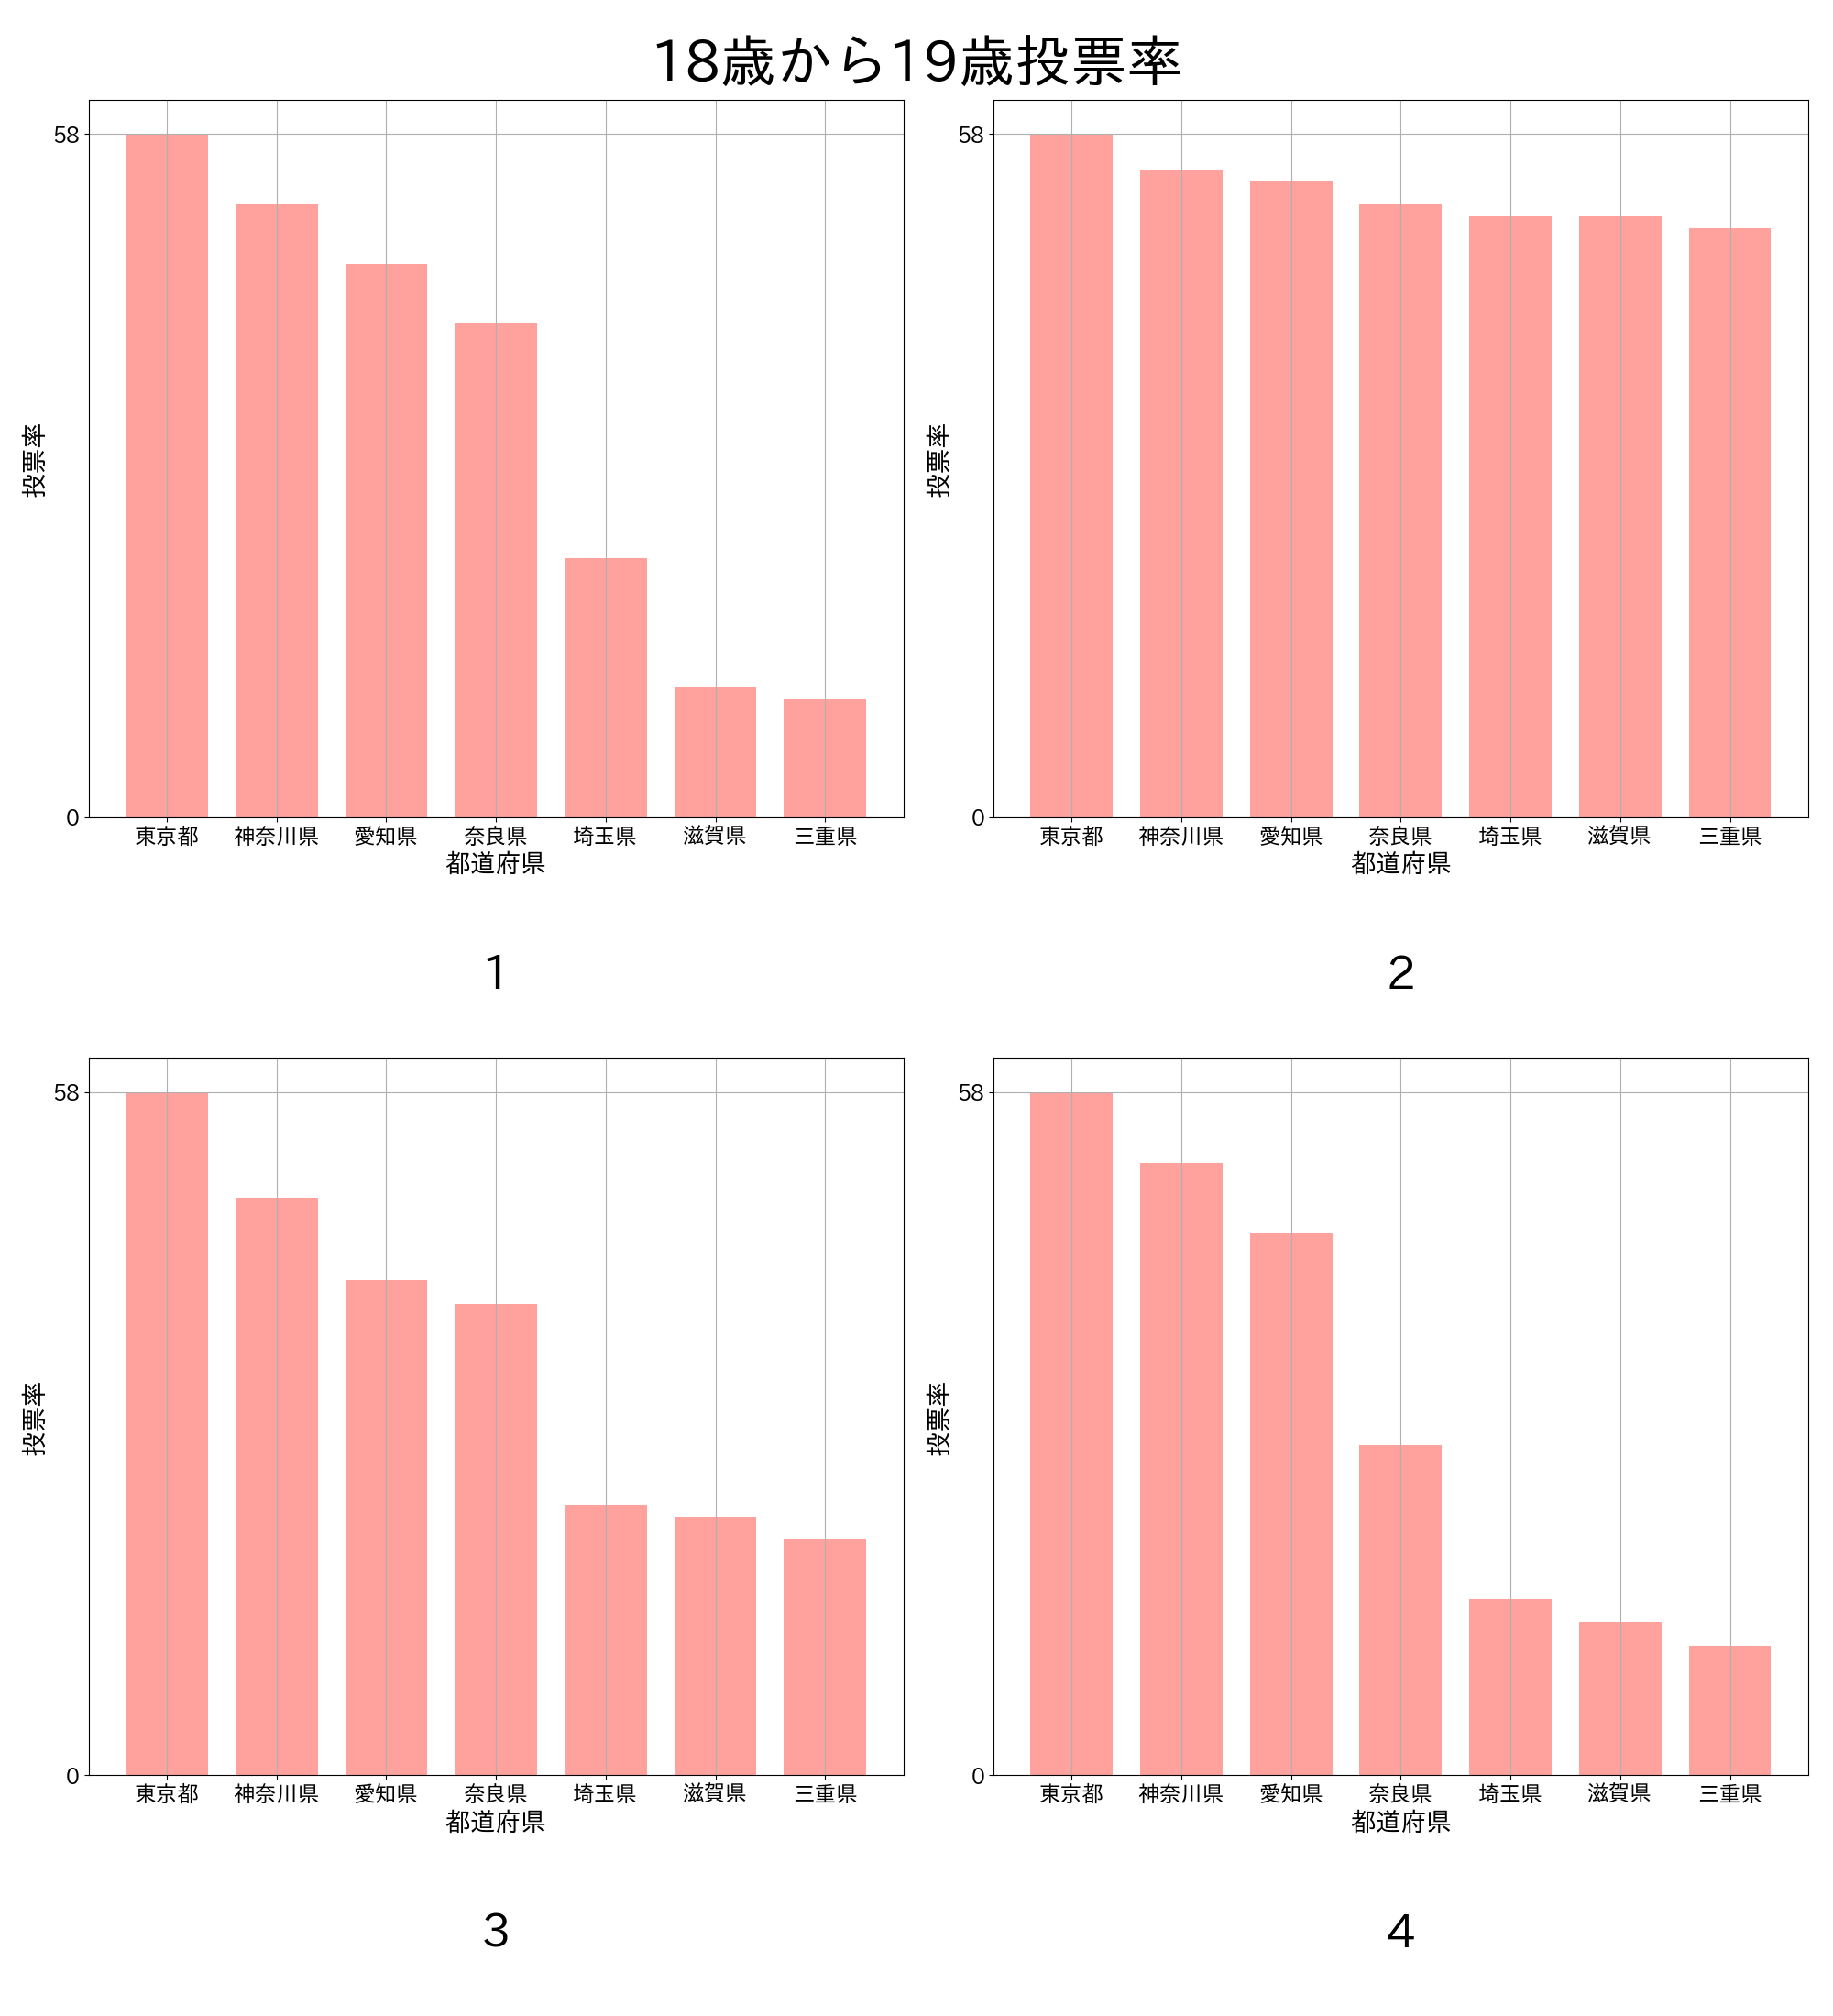 18歳から19歳投票率
58
0
投票率
東京都 神奈川県 愛知県 奈良県 埼玉県 滋賀県 三重県
都道府県
1
58
0
投票率
東京都 神奈川県 愛知県 奈良県 埼玉県 滋賀県 三重県
都道府県
2
58
0
投票率
東京都 神奈川県 愛知県 奈良県 埼玉県 滋賀県 三重県
都道府県
3
58
0
投票率
東京都 神奈川県 愛知県 奈良県 埼玉県 滋賀県 三重県
都道府県
4